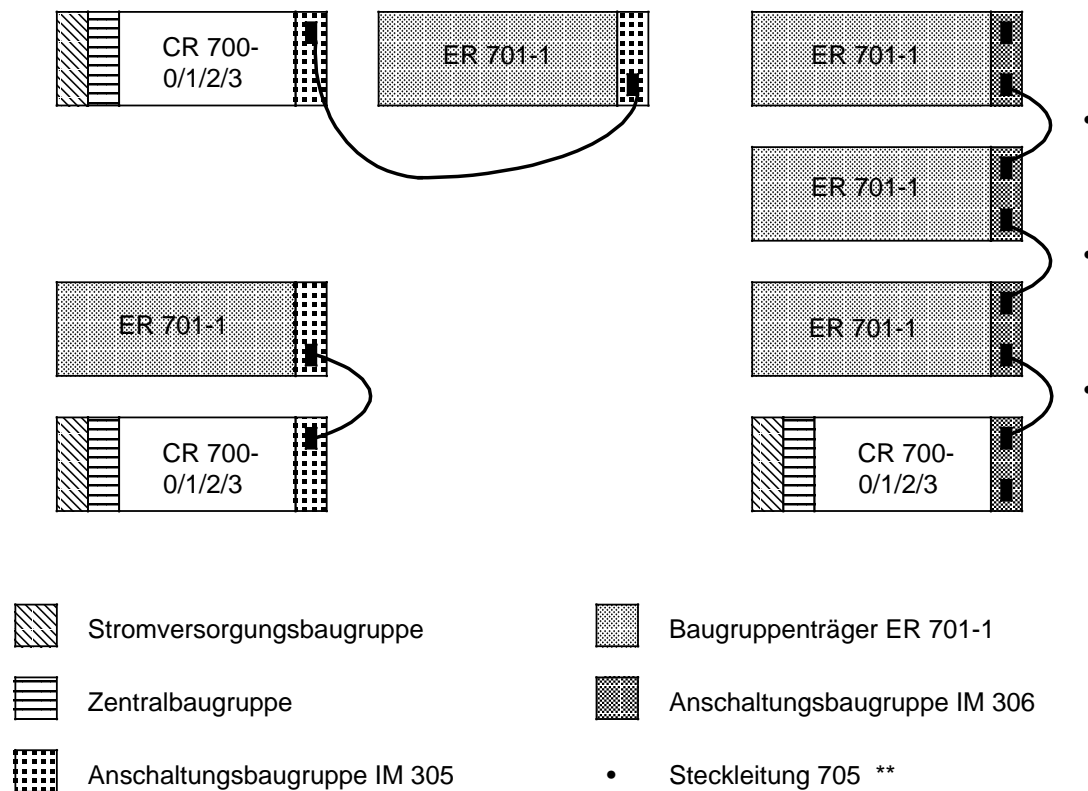 CR 700-
0/1/2/3
ER 701-1
ER 701-1
ER 701-1
ER 701-1
ER 701-1
CR 700-
0/1/2/3
CR 700-
0/1/2/3
Stromversorgungsbaugruppe
Baugruppenträger ER 701-1
Zentralbaugruppe
Anschaltungsbaugruppe IM 306
Anschaltungsbaugruppe IM 305
• Steckleitung 705 **